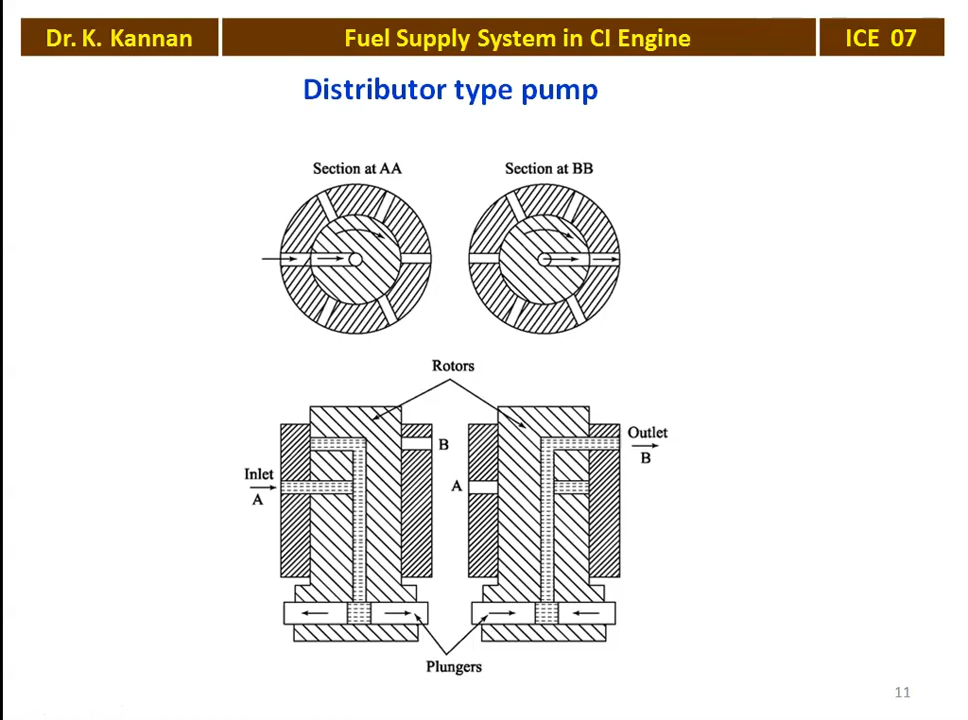 Dr. K. Kannan
Fuel Supply System in CI Engine
ICE 07
Distributor type pump
Section at AA
Section at BB
Rotors
Inlet
A
B
A
Outlet
B
Plungers
11